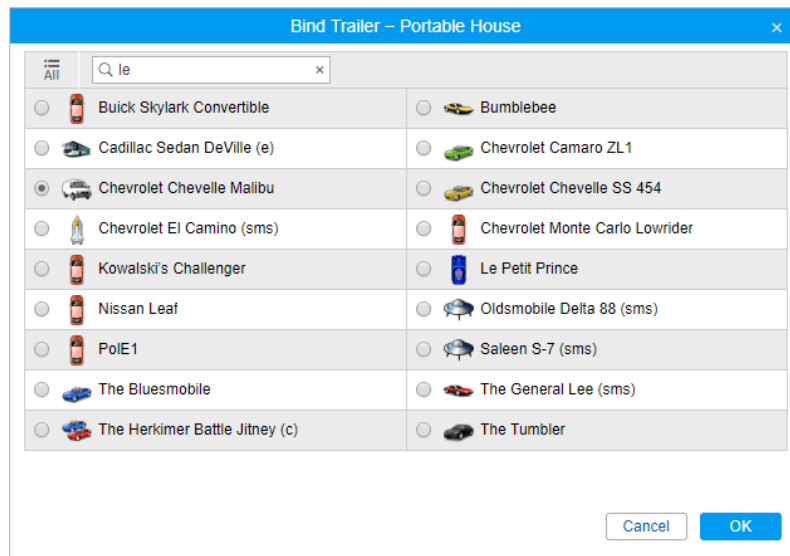 Bind Trailer – Portable House ×
All le ×
Buick Skylark Convertible Bumblebee
Cadillac Sedan DeVille (e) Chevrolet Camaro ZL1
Chevrolet Chevelle Malibu Chevrolet Chevelle SS 454
Chevrolet El Camino (sms) Chevrolet Monte Carlo Lowrider
Kowalski's Challenger Le Petit Prince
Nissan Leaf Oldsmobile Delta 88 (sms)
PolE1 Saleen S-7 (sms)
The Bluesmobile The General Lee (sms)
The Herkimer Battle Jitney (c) The Tumbler
Cancel OK